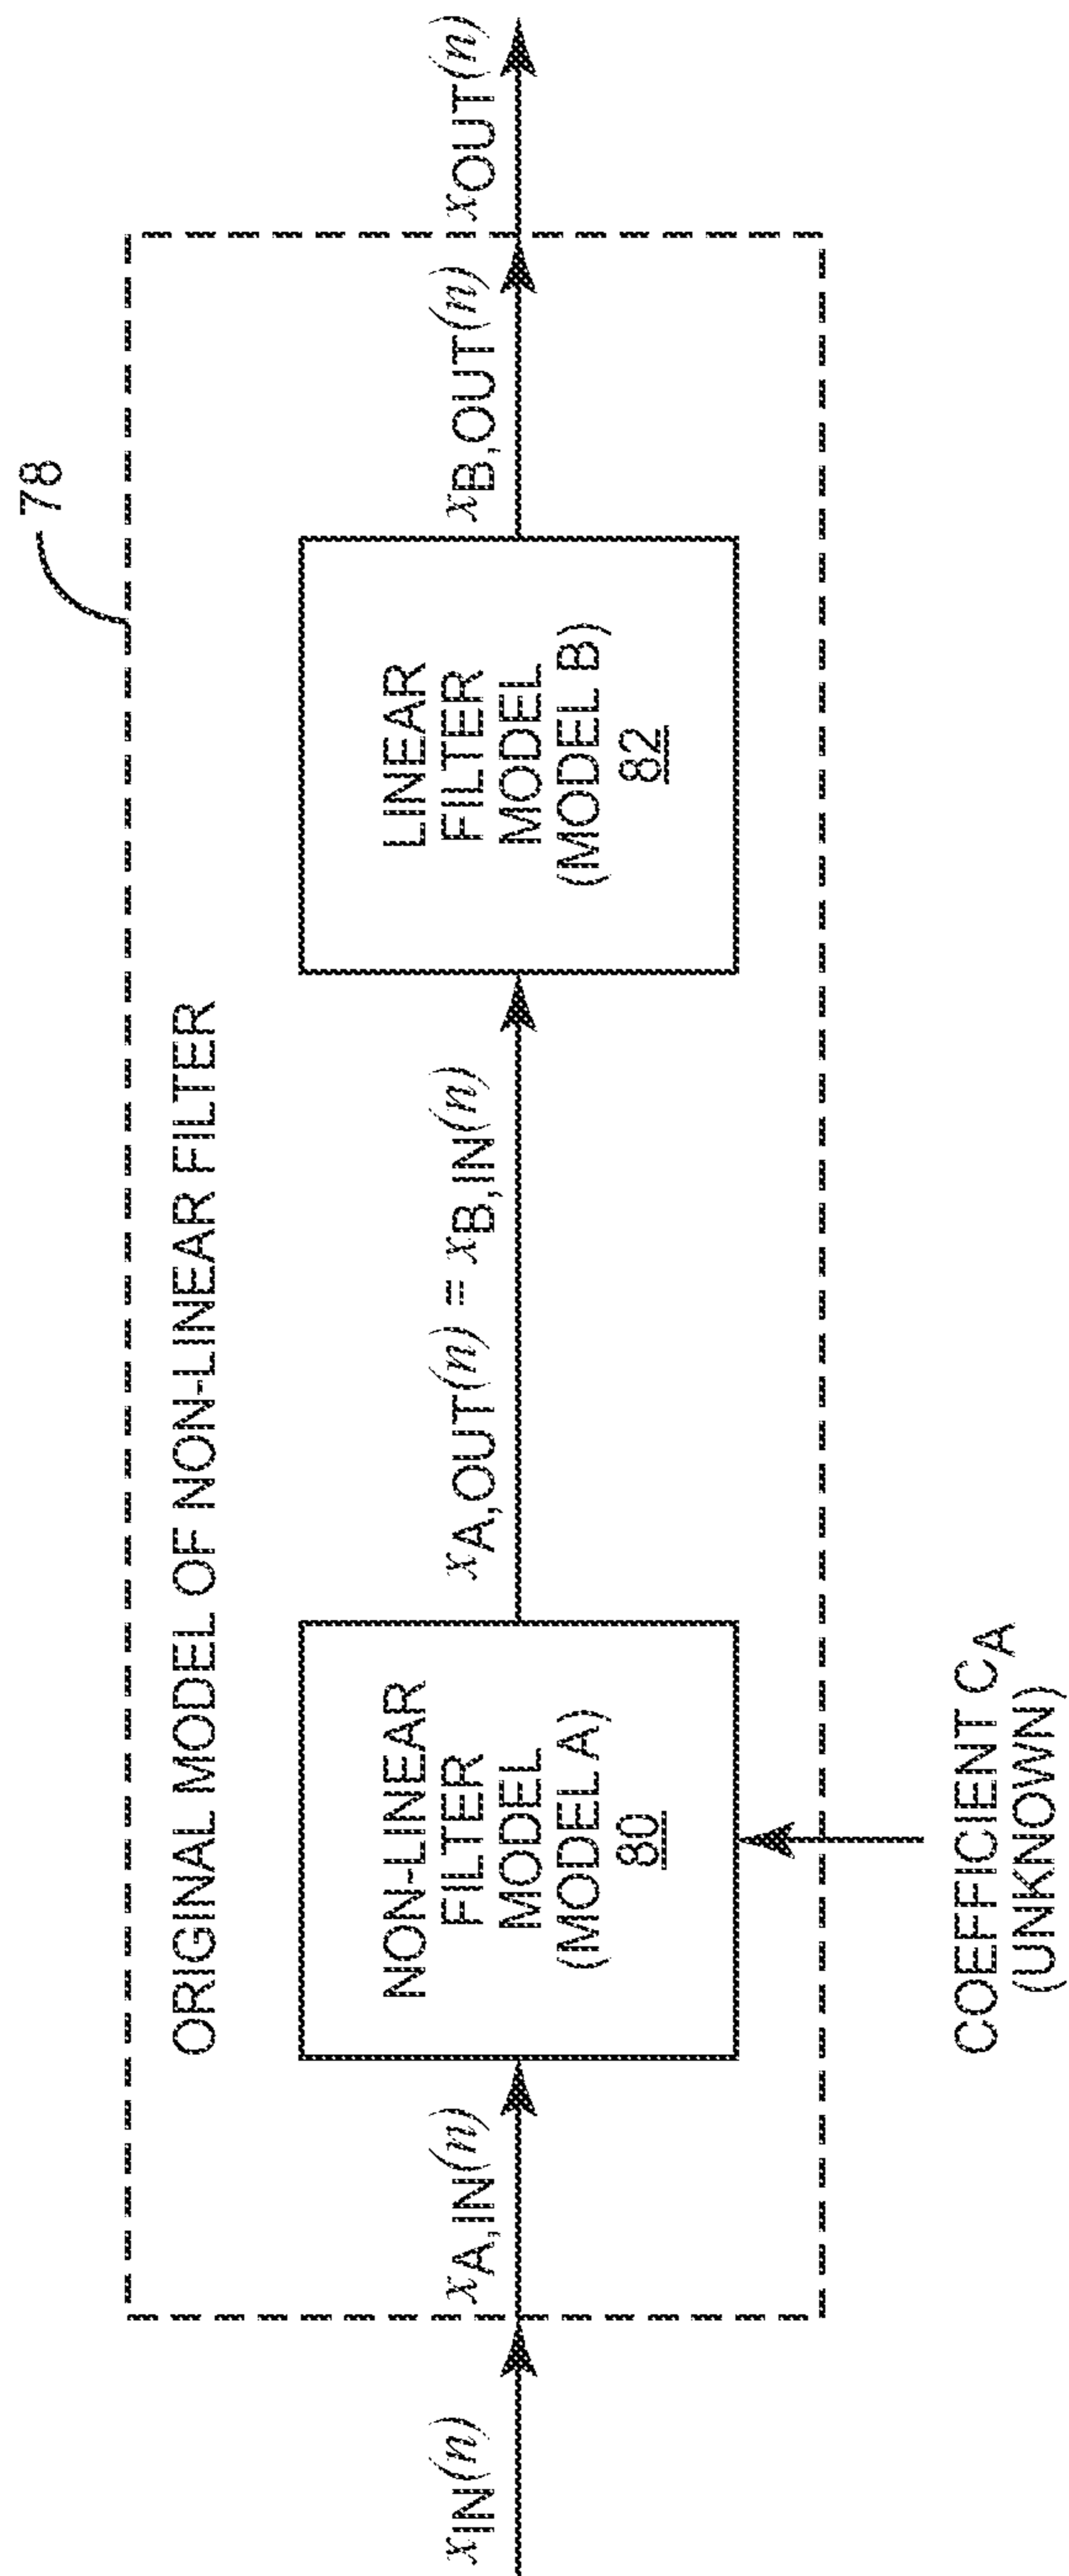 78
ORIGINAL MODEL OF NON-LINEAR FILTER
xIN(n)
xA,IN(n)
NON-LINEAR
FILTER
MODEL
(MODEL A)
80
xA,OUT(n) = xB,IN(n)
LINEAR
FILTER
MODEL
(MODEL B)
82
xB,OUT(n)
xOUT(n)
COEFFICIENT CA
(UNKNOWN)